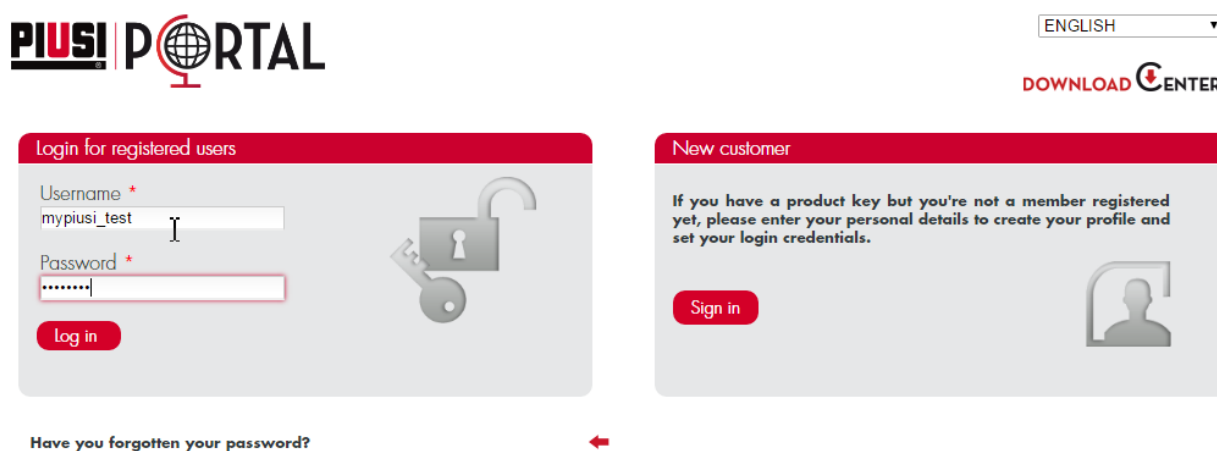 PIUSI PORTAL
ENGLISH
DOWNLOAD CENTER
Login for registered users
Username *
mypiusi_test
Password *
••••••••
Log in
New customer
If you have a product key but you're not a member registered
yet, please enter your personal details to create your profile and
set your login credentials.
Sign in
Have you forgotten your password?